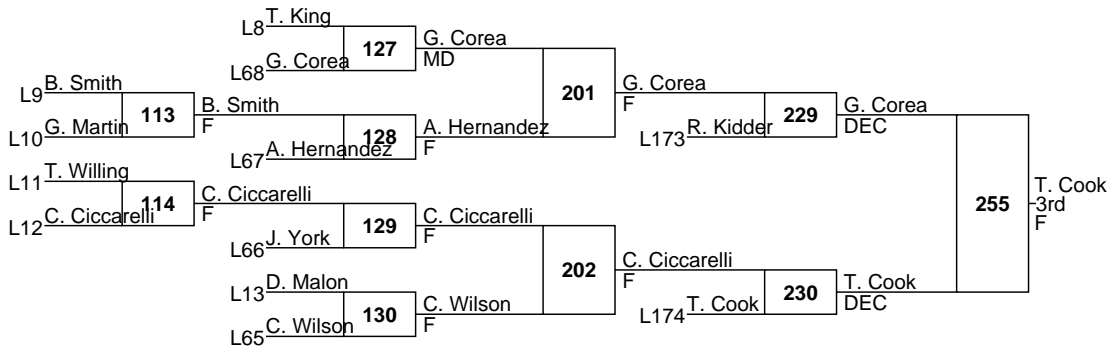 L8 T. King
127
G. Corea
MD
L68 G. Corea
201
G. Corea
F
L9 B. Smith
113
B. Smith
F
L10 G. Martin
128
A. Hernandez
F
L67 A. Hernandez
229
G. Corea
DEC
L173 R. Kidder
L11 T. Willing
114
C. Ciccarelli
F
L12 C. Ciccarelli
129
C. Ciccarelli
F
L66 J. York
255
T. Cook
3rd
F
202
C. Ciccarelli
F
L13 D. Malon
130
C. Wilson
F
L65 C. Wilson
230
T. Cook
DEC
L174 T. Cook